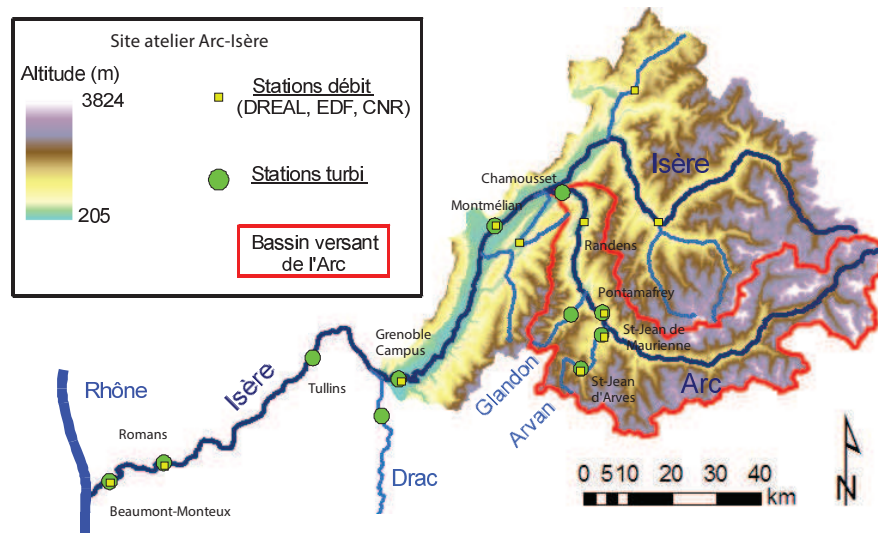 Site atelier Arc-Isère
Altitude (m)
3824
205
Stations débit
(DREAL, EDF, CNR)
Stations turbi
Bassin versant
de l'Arc
Isère
Chamousset
Montmélian
Randens
Pontamafrey
St-Jean de
Maurienne
Grenoble
Campus
Glandon
St-Jean
d'Arves
Arc
Arvan
Rhône
Isère
Tullins
Romans
Drac
Beaumont-Monteux
0 5 10 20 30 40
km
N